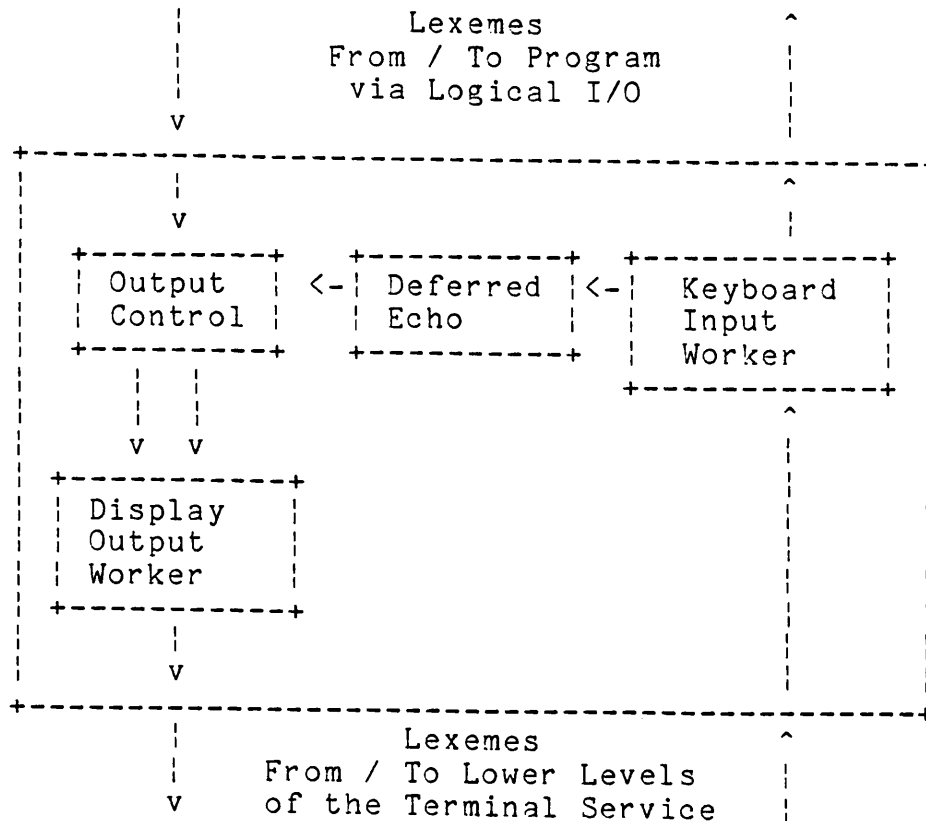 Lexemes
From / To Program
via Logical I/O
Output
Control
Deferred
Echo
Keyboard
Input
Worker
Display
Output
Worker
Lexemes
From / To Lower Levels
of the Terminal Service